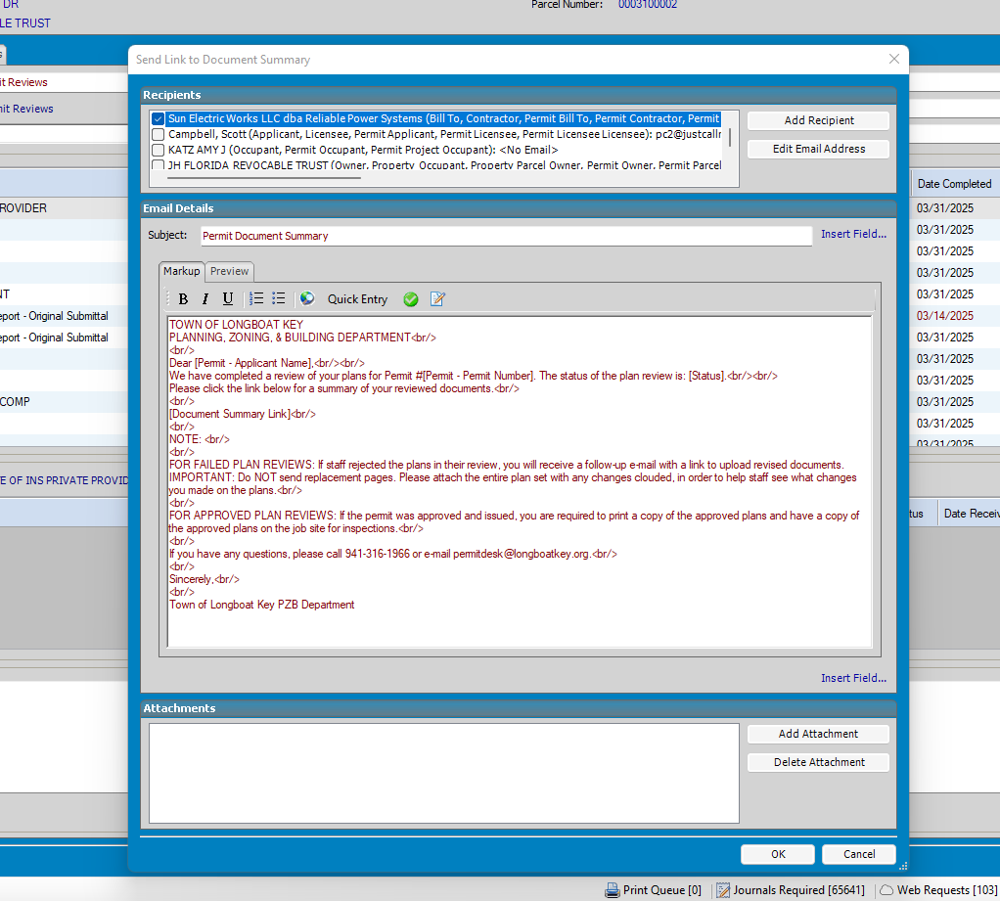 DR
Parcel Number: 0003100002
LE TRUST
Send Link to Document Summary
it Reviews
nit Reviews
Recipients
Sun Electric Works LLC dba Reliable Power Systems (Bill To, Contractor, Permit Bill To, Permit Contractor, Permit
Campbell, Scott (Applicant, Licensee, Permit Applicant, Permit Licensee, Permit Licensee Licensee): pc2@justcallr
KATZ AMY J (Occupant, Permit Occupant, Permit Project Occupant): <No Email>
JH FLORIDA REVOCABLE TRUST (Owner, Property Occupant, Property Parcel Owner, Permit Owner, Permit Parcel
Add Recipient
Edit Email Address
Date Completed
ROVIDER
03/31/2025
03/31/2025
03/31/2025
03/31/2025
NT
03/31/2025
eport - Original Submittal
03/14/2025
eport - Original Submittal
03/31/2025
03/31/2025
03/31/2025
COMP
03/31/2025
03/31/2025
03/31/2025
Email Details
Subject:
Permit Document Summary
Insert Field...
Markup
Preview
B I U
Quick Entry
TOWN OF LONGBOAT KEY
PLANNING, ZONING, & BUILDING DEPARTMENT<br/>
<br/>
Dear [Permit - Applicant Name],<br/><br/>
We have completed a review of your plans for Permit #[Permit - Permit Number]. The status of the plan review is: [Status].<br/><br/>
Please click the link below for a summary of your reviewed documents.<br/>
<br/>
[Document Summary Link]<br/>
<br/>
NOTE: <br/>
<br/>
FOR FAILED PLAN REVIEWS: If staff rejected the plans in their review, you will receive a follow-up e-mail with a link to upload revised documents.
IMPORTANT: Do NOT send replacement pages. Please attach the entire plan set with any changes clouded, in order to help staff see what changes
you made on the plans.<br/>
<br/>
FOR APPROVED PLAN REVIEWS: If the permit was approved and issued, you are required to print a copy of the approved plans and have a copy of
the approved plans on the job site for inspections.<br/>
<br/>
If you have any questions, please call 941-316-1966 or e-mail permitdesk@longboatkey.org.<br/>
<br/>
Sincerely,<br/>
<br/>
Town of Longboat Key PZB Department
TE OF INS PRIVATE PROVID
tus
Date Receiv
Insert Field...
Attachments
Add Attachment
Delete Attachment
OK
Cancel
Print Queue [0]
Journals Required [65641]
Web Requests [103]